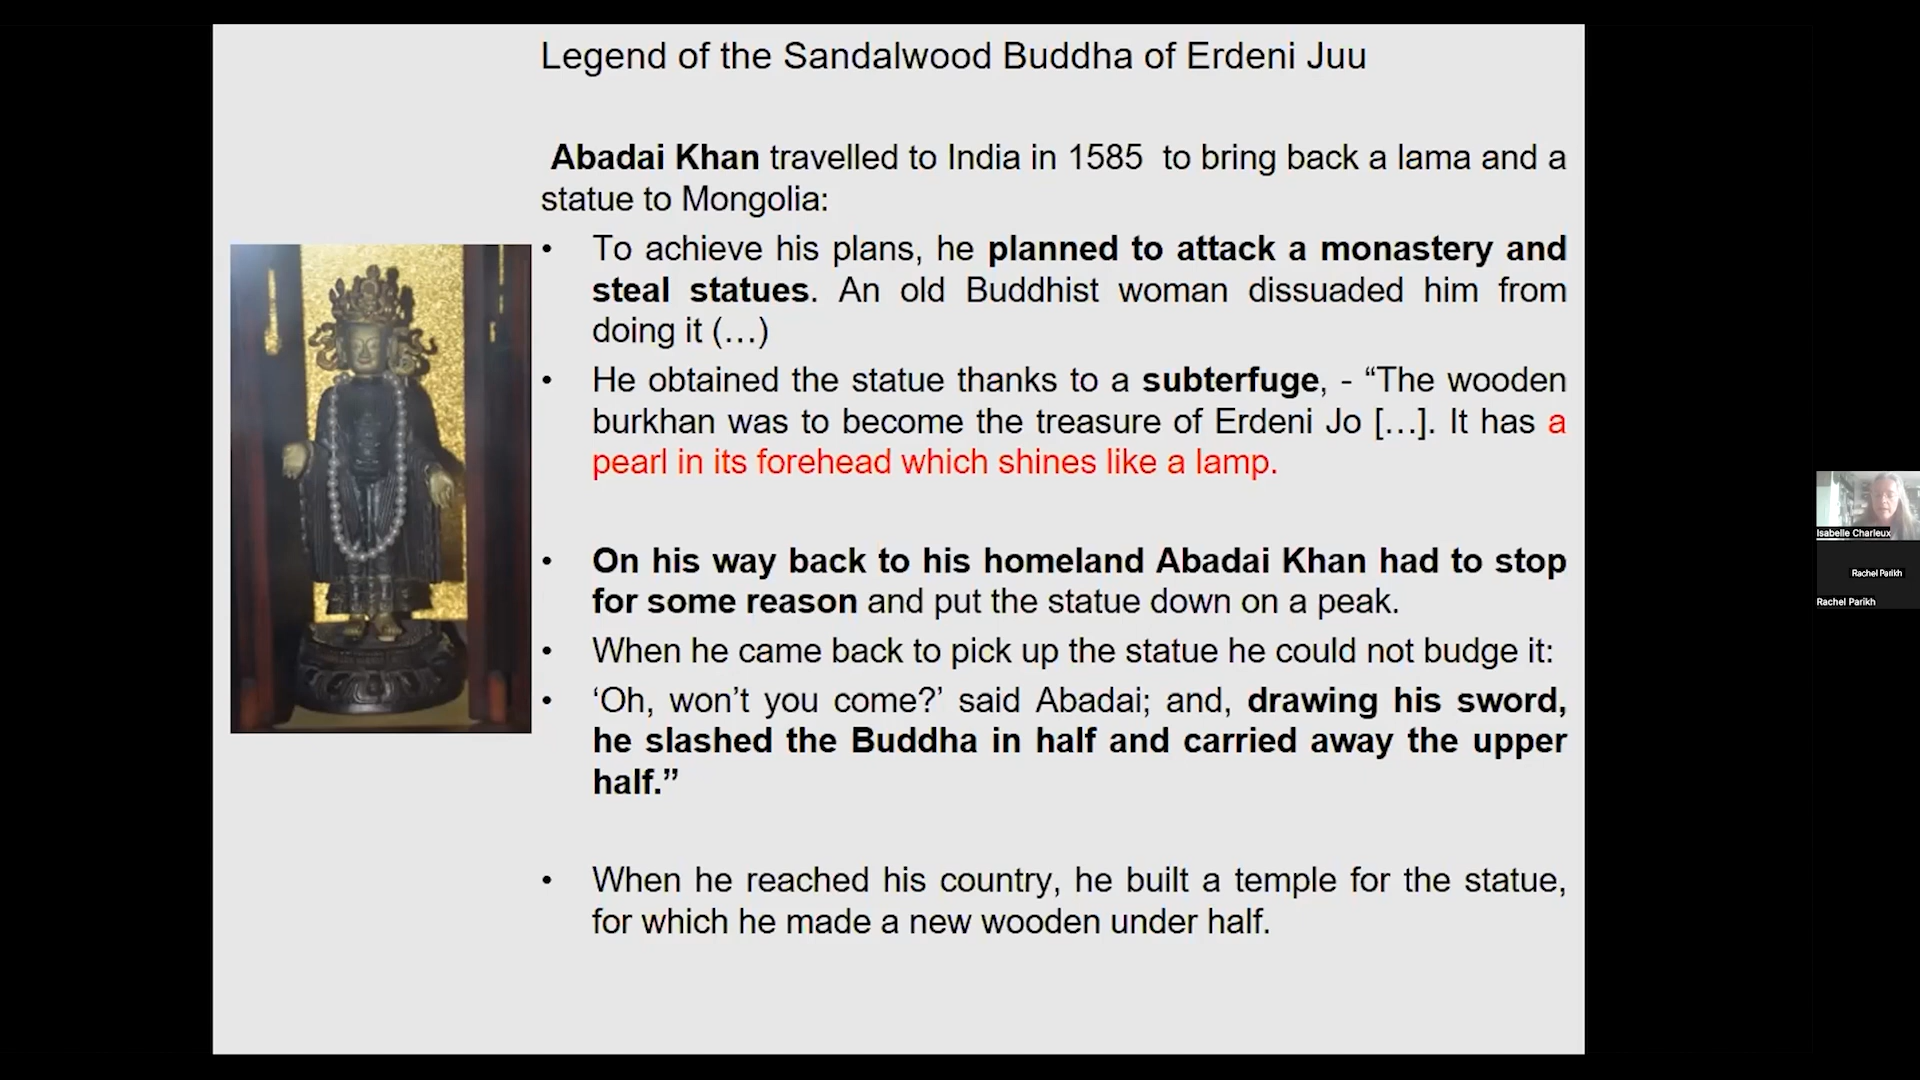 Legend of the Sandalwood Buddha of Erdeni Juu
Abadai Khan travelled to India in 1585 to bring back a lama and a
statue to Mongolia:
• To achieve his plans, he planned to attack a monastery and
steal statues. An old Buddhist woman dissuaded him from
doing it (…)
• He obtained the statue thanks to a subterfuge, - “The wooden
burkhan was to become the treasure of Erdeni Jo […]. It has a
pearl in its forehead which shines like a lamp.
• On his way back to his homeland Abadai Khan had to stop
for some reason and put the statue down on a peak.
• When he came back to pick up the statue he could not budge it:
• ‘Oh, won’t you come?’ said Abadai; and, drawing his sword,
he slashed the Buddha in half and carried away the upper
half.”
• When he reached his country, he built a temple for the statue,
for which he made a new wooden under half.
Isabelle Charleux
Rachel Parikh
Rachel Parikh